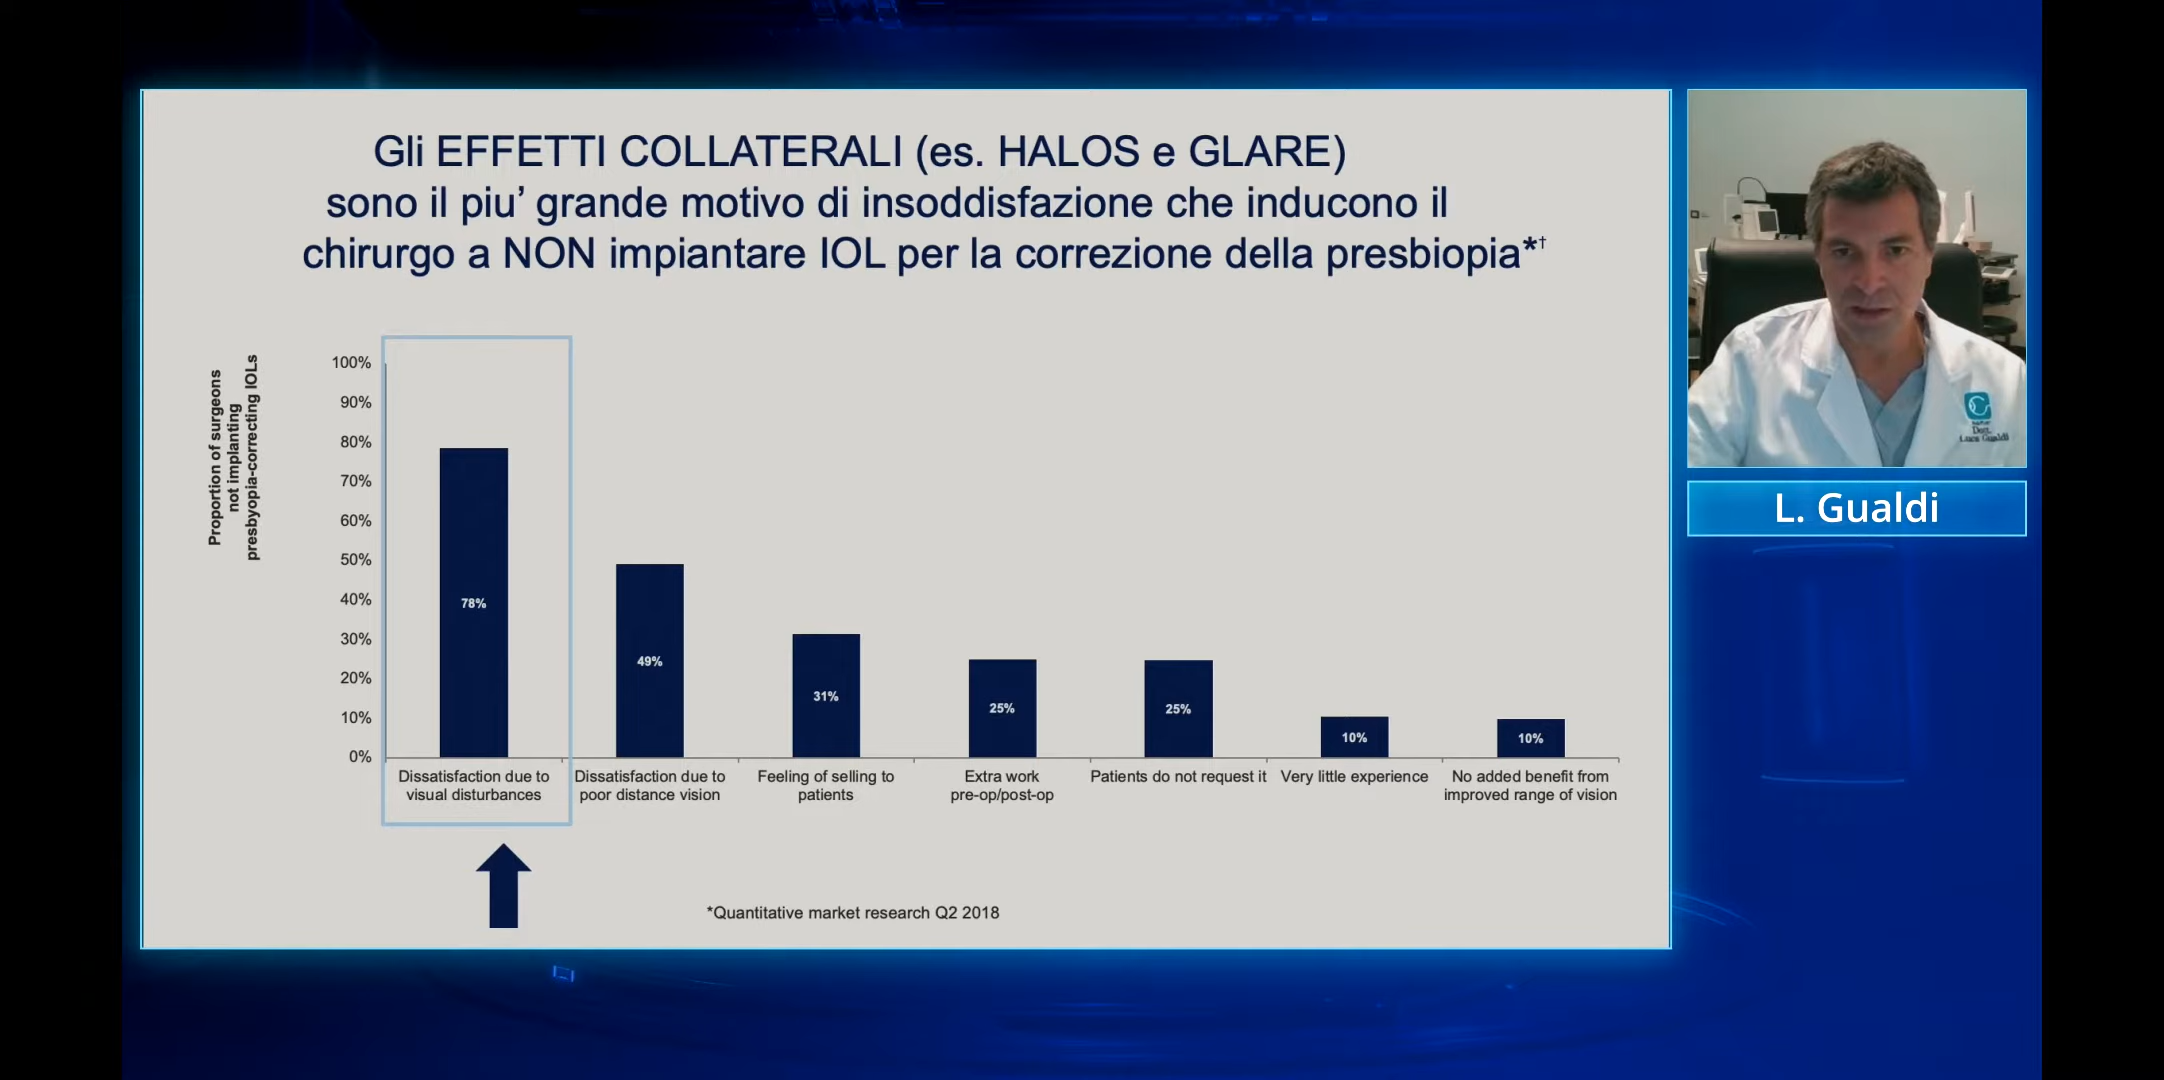 Gli EFFETTI COLLATERALI (es. HALOS e GLARE)
sono il piu’ grande motivo di insoddisfazione che inducono il
chirurgo a NON impiantare IOL per la correzione della presbiopia*†
Proportion of surgeons
not implanting
presbyopia-correcting IOLs
100%
90%
80%
70%
60%
50%
40%
30%
20%
10%
0%
78%
49%
31%
25%
25%
10%
10%
Dissatisfaction due to
visual disturbances
Dissatisfaction due to
poor distance vision
Feeling of selling to
patients
Extra work
pre-op/post-op
Patients do not request it
Very little experience
No added benefit from
improved range of vision
*Quantitative market research Q2 2018
Dott.
Luca Gualdi
L. Gualdi